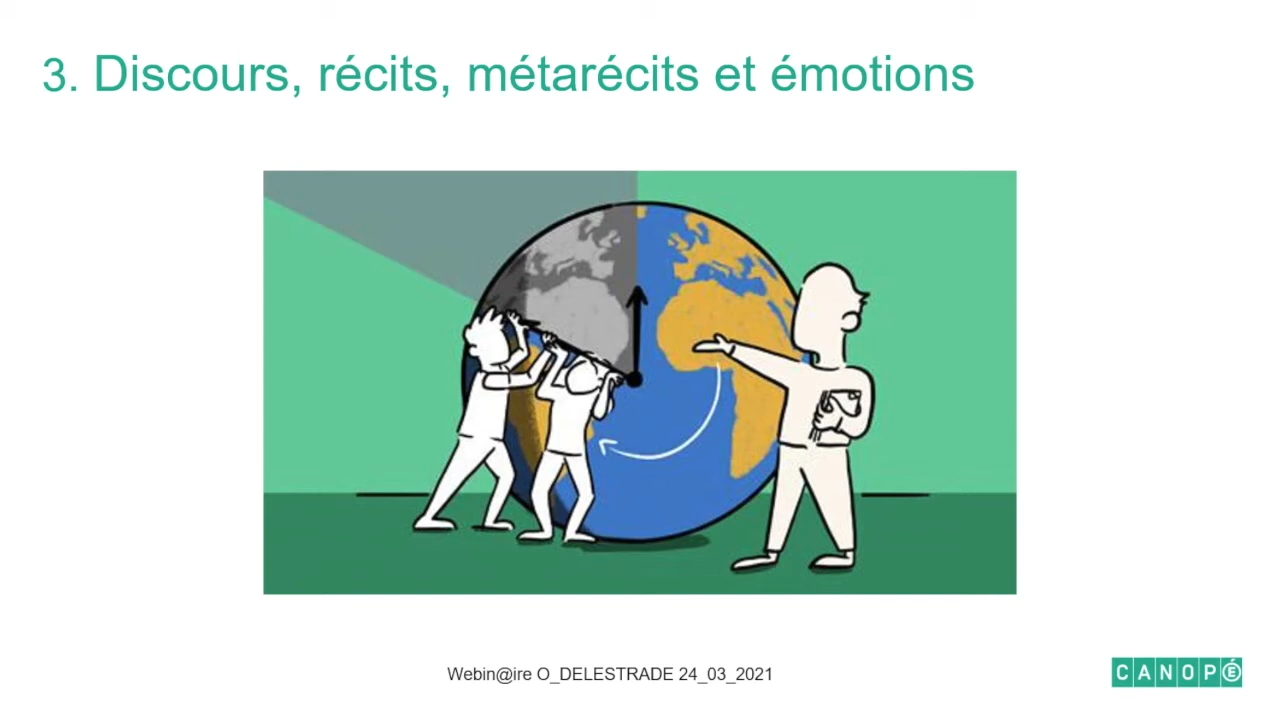 3. Discours, récits, métarécits et émotions
Webin@ire O_DELESTRADE 24_03_2021
CANOPÉ